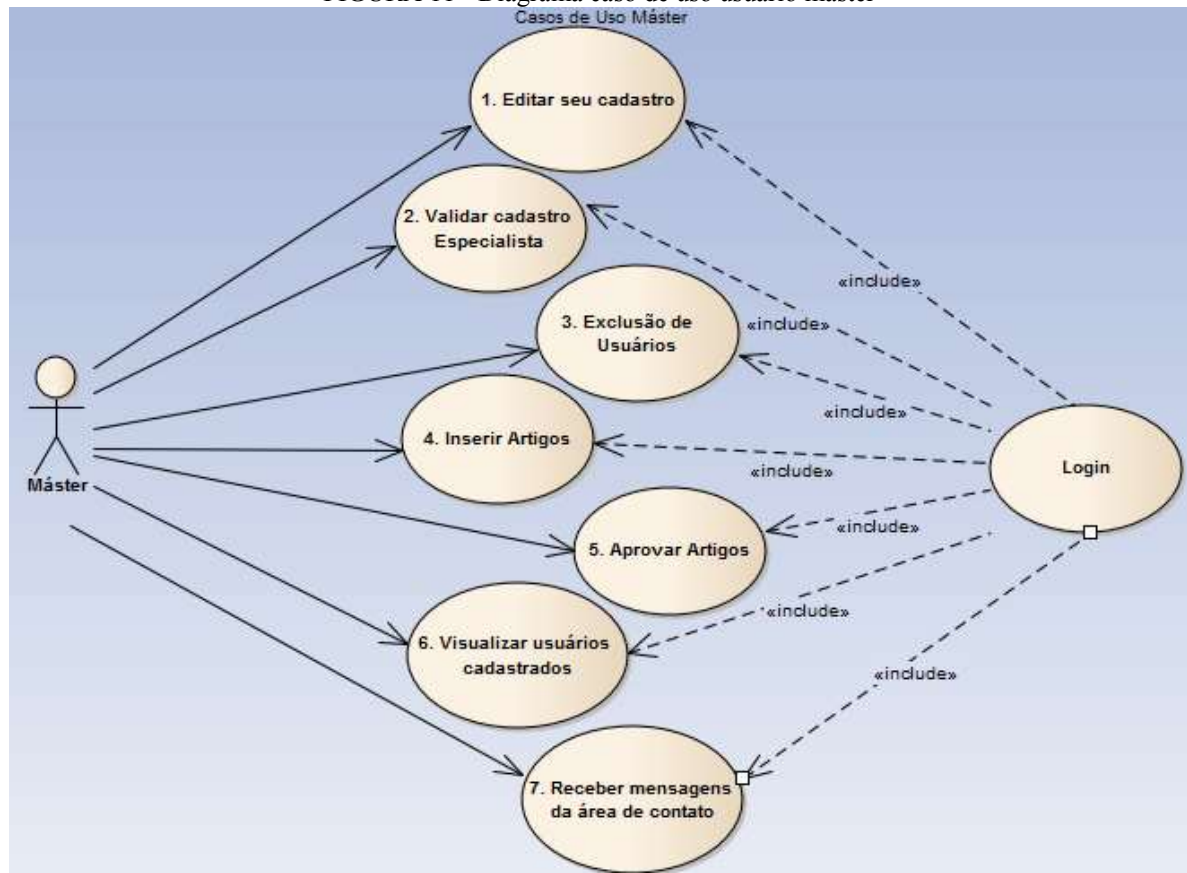 Casos de Uso Máster
1. Editar seu cadastro
2. Validar cadastro
Especialista
«include»
3. Exclusão de
Usuários
«include»
«include»
4. Inserir Artigos
Login
«include»
Máster
«include»
5. Aprovar Artigos
«include»
6. Visualizar usuários
cadastrados
«include»
7. Receber mensagens
da área de contato